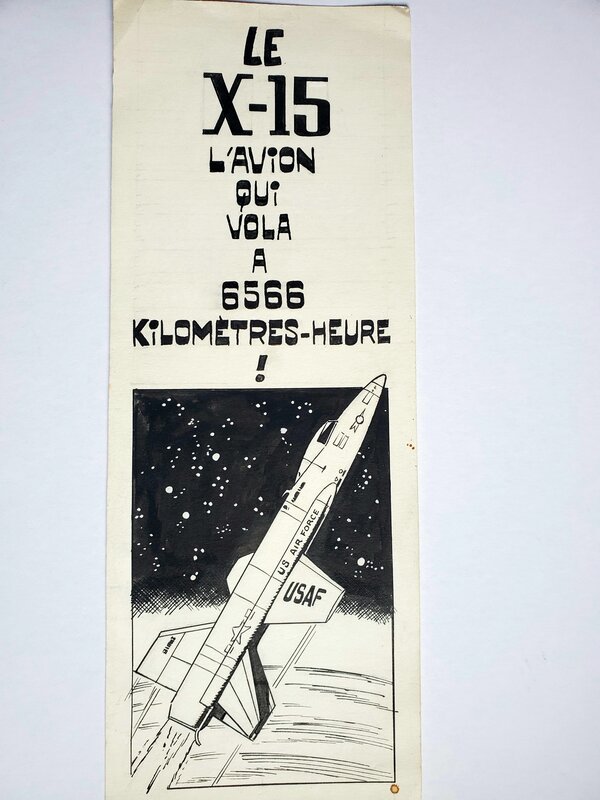 LE
X-15
L'AViON
QUi
VOLA
A
6566
KiLOMÈTRES-HEURE
!
US AIR FORCE
USAF